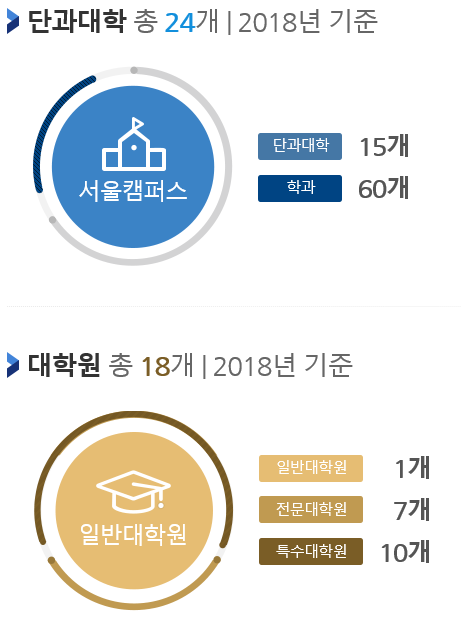 단과대학 총 24개 | 2018년 기준
서울캠퍼스
단과대학 15개
학과 60개
대학원 총 18개 | 2018년 기준
일반대학원
일반대학원 1개
전문대학원 7개
특수대학원 10개